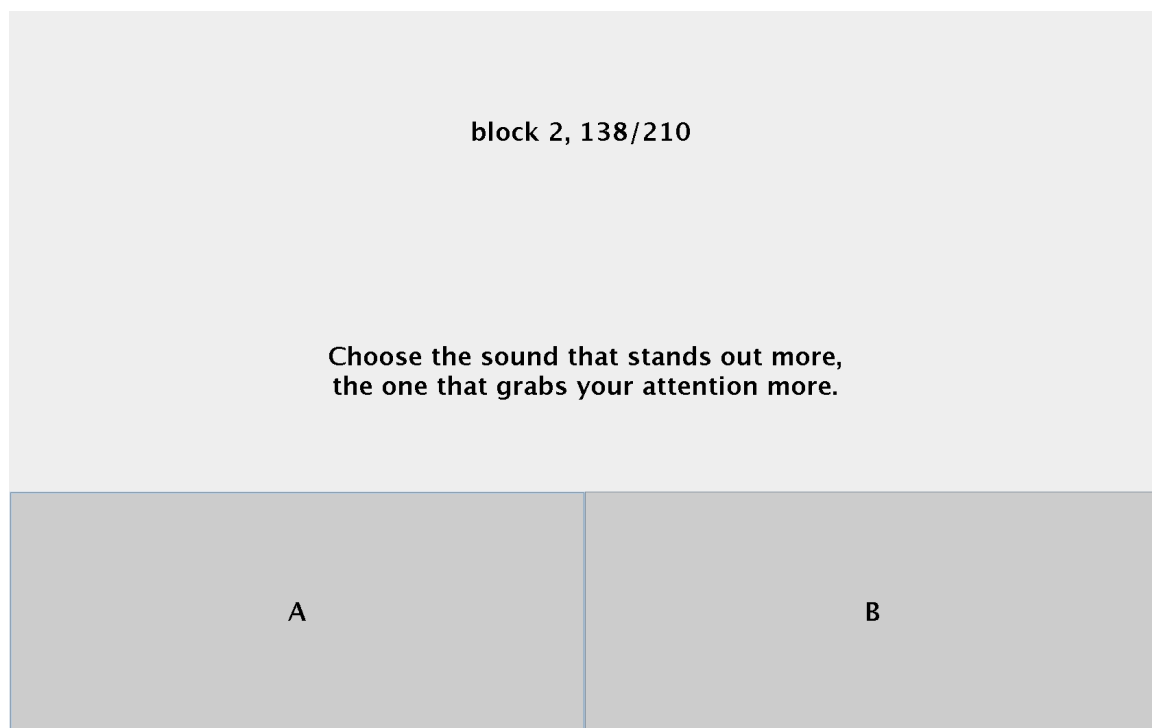 block 2, 138/210
Choose the sound that stands out more,
the one that grabs your attention more.
A
B